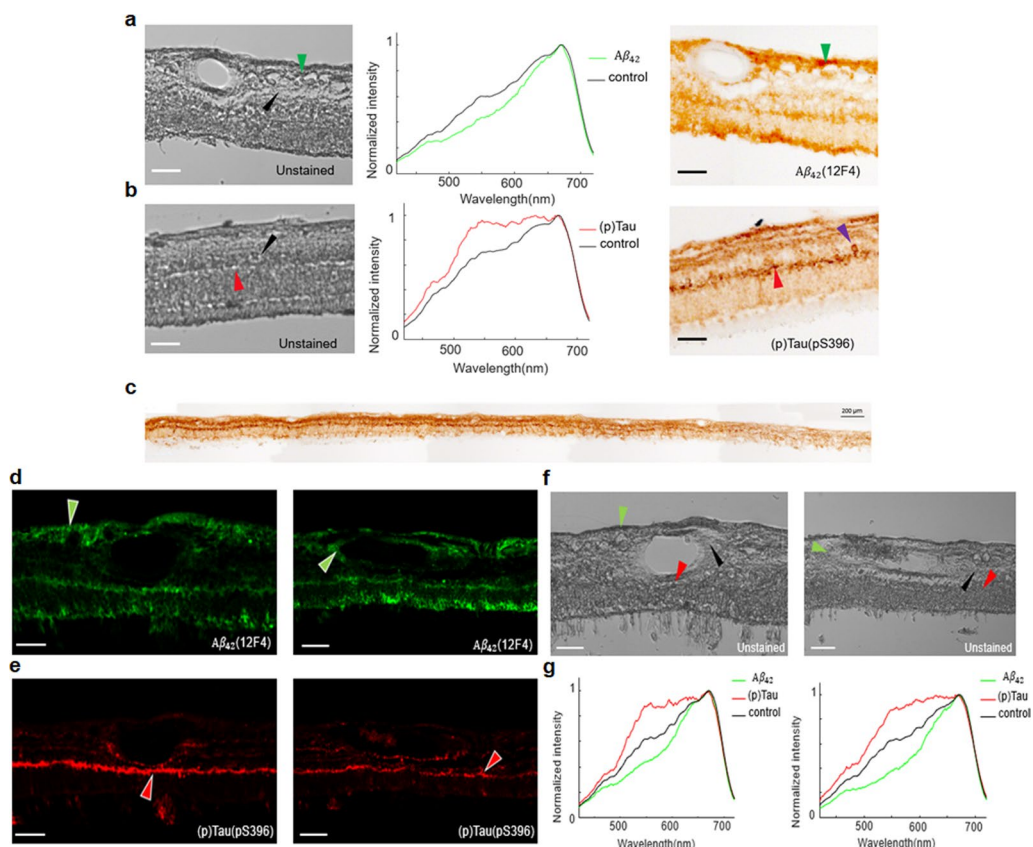 a
Unstained
Normalized intensity
1
0
500
600
700
Wavelength(nm)
Aβ₄₂
control
Aβ₄₂(12F4)
b
Unstained
Normalized intensity
1
0
500
600
700
Wavelength(nm)
(p)Tau
control
(p)Tau(pS396)
c
200 µm
d
Aβ₄₂(12F4)
Aβ₄₂(12F4)
e
(p)Tau(pS396)
(p)Tau(pS396)
f
Unstained
Unstained
g
Normalized intensity
1
0
500
600
700
Wavelength(nm)
Aβ₄₂
(p)Tau
control
Normalized intensity
1
0
500
600
700
Wavelength(nm)
Aβ₄₂
(p)Tau
control